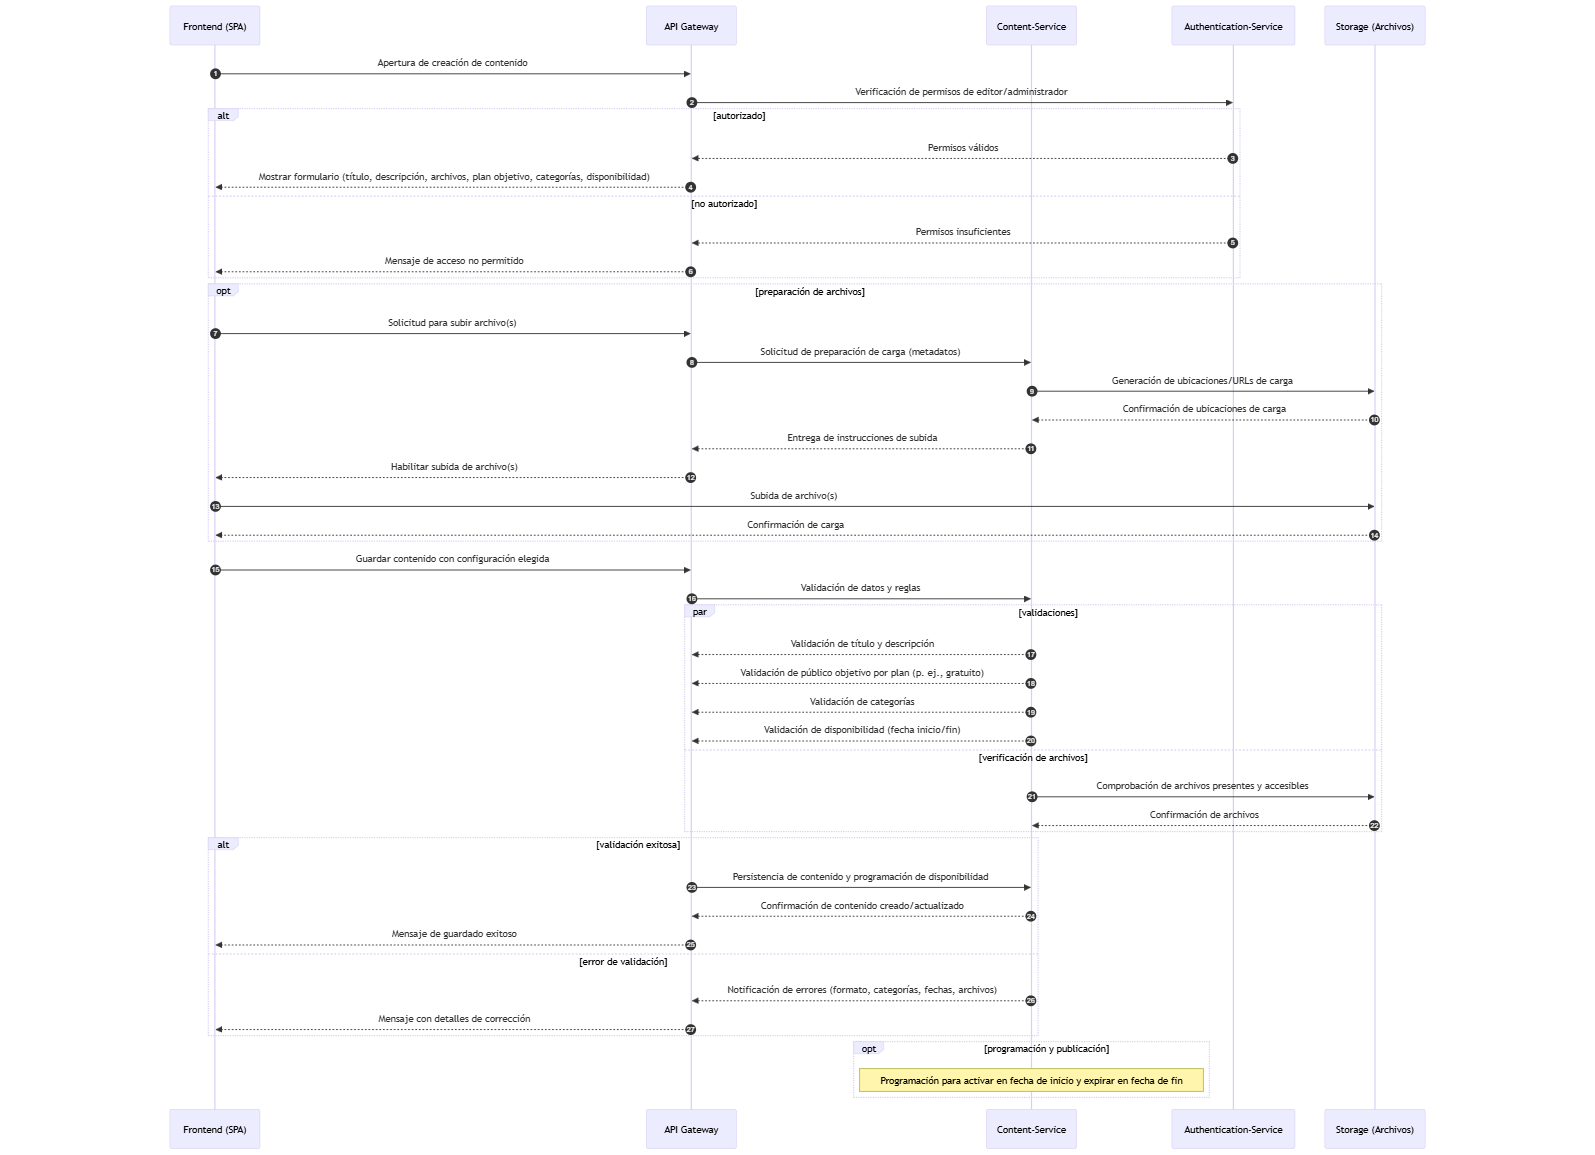 Frontend (SPA)
API Gateway
Content-Service
Authentication-Service
Storage (Archivos)
Apertura de creación de contenido
1
Verificación de permisos de editor/administrador
2
alt
[autorizado]
Permisos válidos
3
Mostrar formulario (título, descripción, archivos, plan objetivo, categorías, disponibilidad)
4
[no autorizado]
Permisos insuficientes
5
Mensaje de acceso no permitido
6
opt
[preparación de archivos]
Solicitud para subir archivo(s)
7
Solicitud de preparación de carga (metadatos)
8
Generación de ubicaciones/URLs de carga
9
Confirmación de ubicaciones de carga
10
Entrega de instrucciones de subida
11
Habilitar subida de archivo(s)
12
Subida de archivo(s)
13
Confirmación de carga
14
Guardar contenido con configuración elegida
15
Validación de datos y reglas
16
par
[validaciones]
Validación de título y descripción
17
Validación de público objetivo por plan (p. ej., gratuito)
18
Validación de categorías
19
Validación de disponibilidad (fecha inicio/fin)
20
[verificación de archivos]
Comprobación de archivos presentes y accesibles
21
Confirmación de archivos
22
alt
[validación exitosa]
Persistencia de contenido y programación de disponibilidad
23
Confirmación de contenido creado/actualizado
24
Mensaje de guardado exitoso
25
[error de validación]
Notificación de errores (formato, categorías, fechas, archivos)
26
Mensaje con detalles de corrección
27
opt
[programación y publicación]
Programación para activar en fecha de inicio y expirar en fecha de fin
Frontend (SPA)
API Gateway
Content-Service
Authentication-Service
Storage (Archivos)